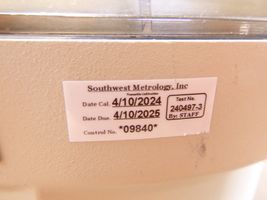 Southwest Metrology, Inc
Date Cal. 4/10/2024
Test No.
240497-3
Date Due. 4/10/2025
By: STAFF
Control No. *09840*